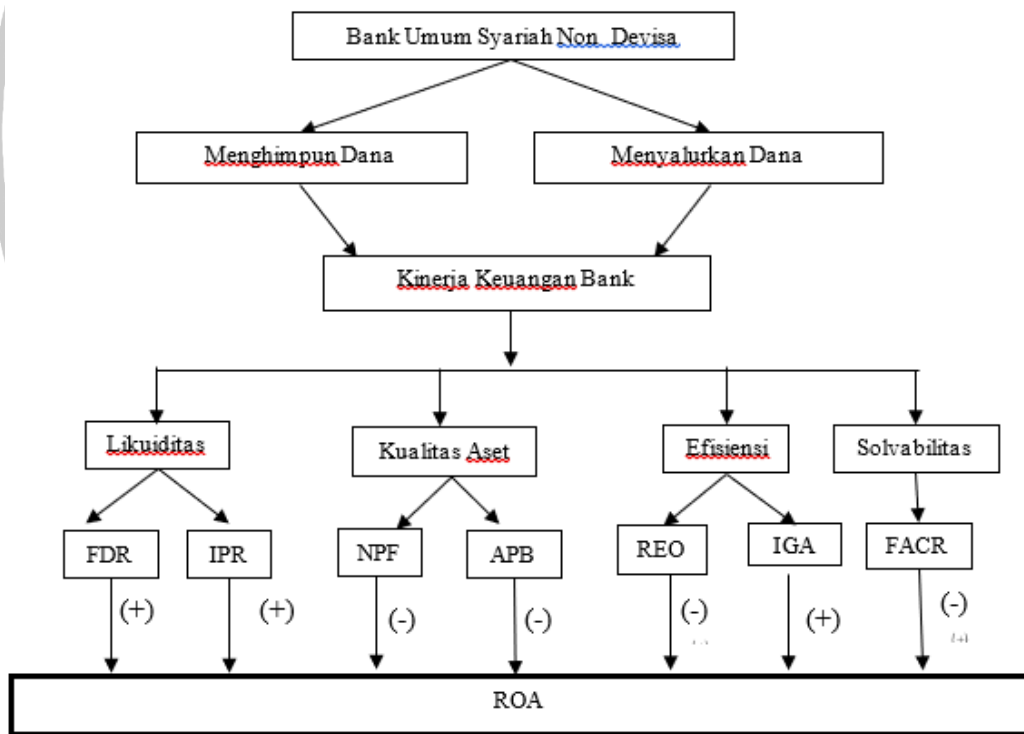 Bank Umum Syariah Non Devisa
Menghimpun Dana
Menyalurkan Dana
Kinerja Keuangan Bank
Likuiditas
Kualitas Aset
Efisiensi
Solvabilitas
FDR
IPR
NPF
APB
REO
IGA
FACR
(+)
(+)
(-)
(-)
(-)
(+)
(-)
(+)
ROA